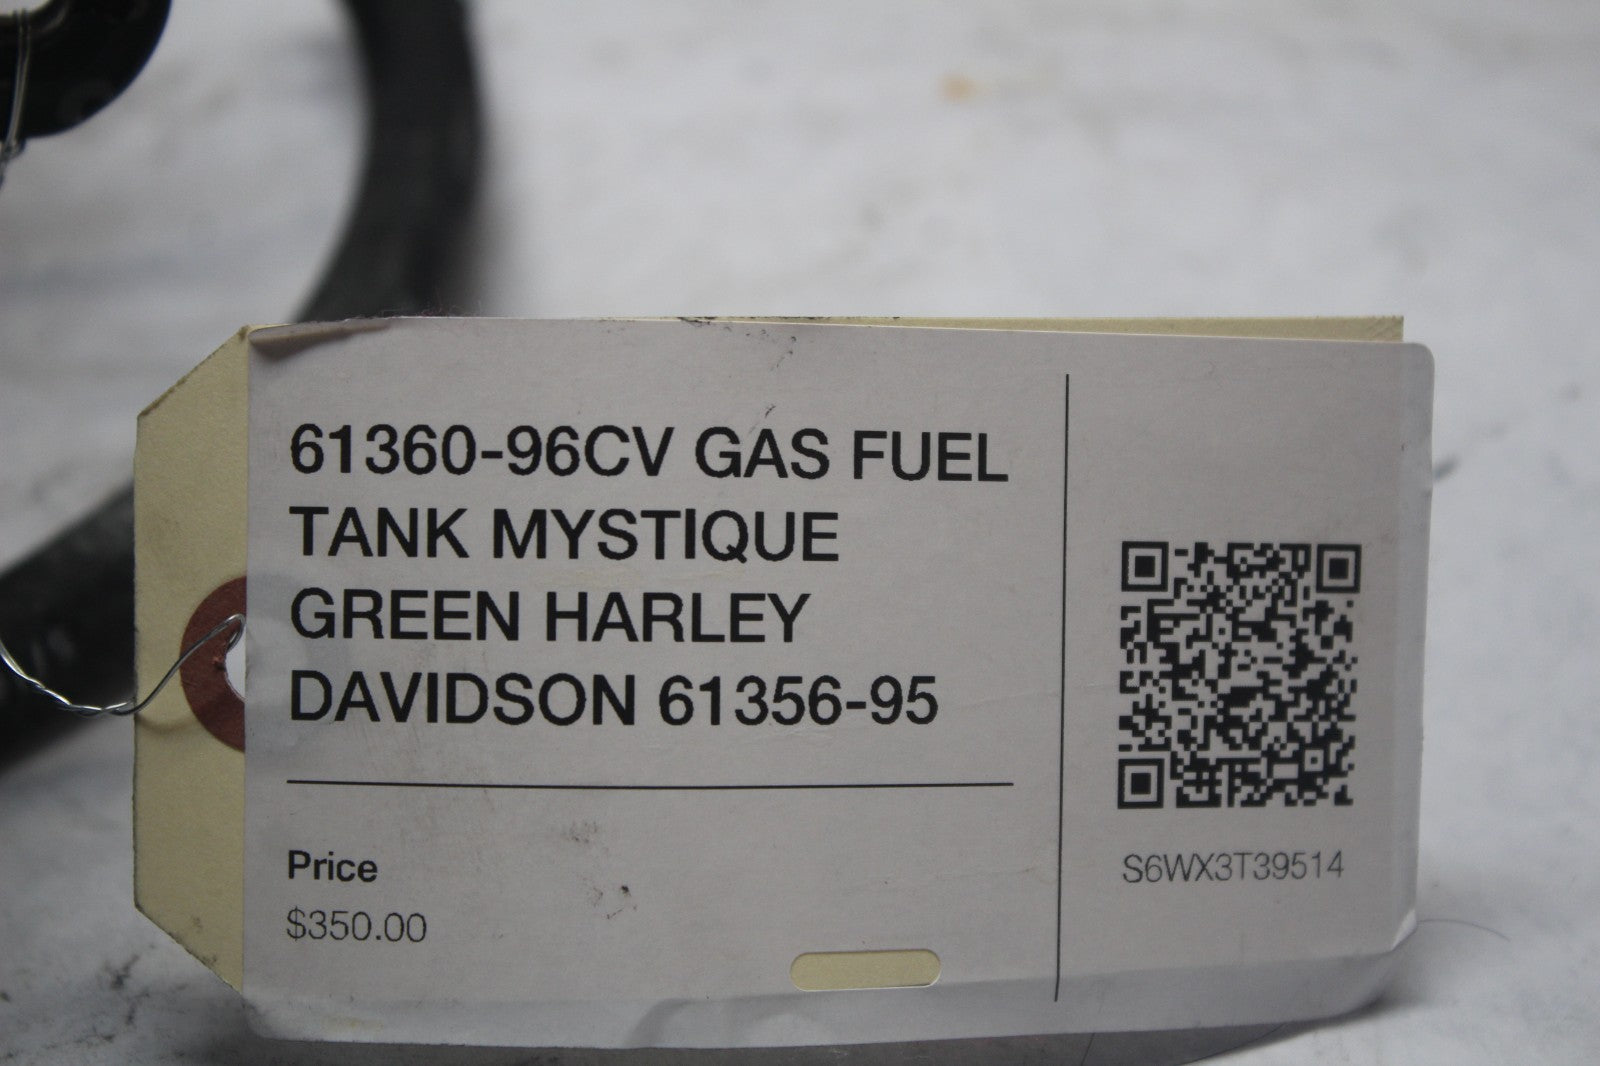 61360-96CV GAS FUEL
TANK MYSTIQUE
GREEN HARLEY
DAVIDSON 61356-95
Price
$350.00
S6WX3T39514